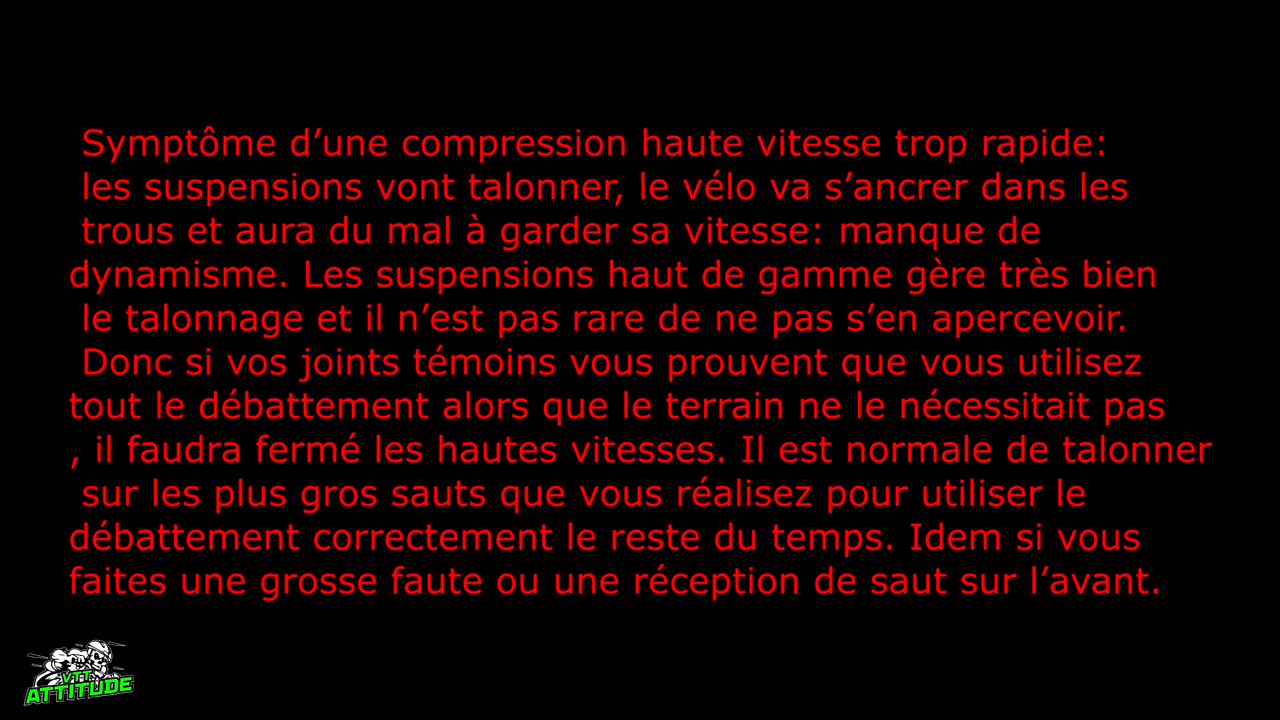 Symptôme d’une compression haute vitesse trop rapide:
les suspensions vont talonner, le vélo va s’ancrer dans les
trous et aura du mal à garder sa vitesse: manque de
dynamisme. Les suspensions haut de gamme gère très bien
le talonnage et il n’est pas rare de ne pas s’en apercevoir.
Donc si vos joints témoins vous prouvent que vous utilisez
tout le débattement alors que le terrain ne le nécessitait pas
, il faudra fermé les hautes vitesses. Il est normale de talonner
sur les plus gros sauts que vous réalisez pour utiliser le
débattement correctement le reste du temps. Idem si vous
faites une grosse faute ou une réception de saut sur l’avant.
VTT
ATTITUDE